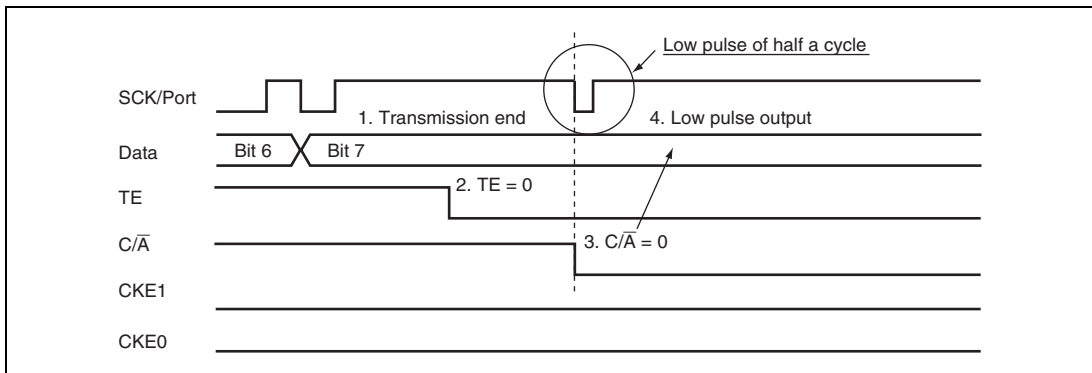 Low pulse of half a cycle
SCK/Port
1. Transmission end
4. Low pulse output
Data
Bit 6
Bit 7
TE
2. TE = 0
C/A̅
3. C/A̅ = 0
CKE1
CKE0